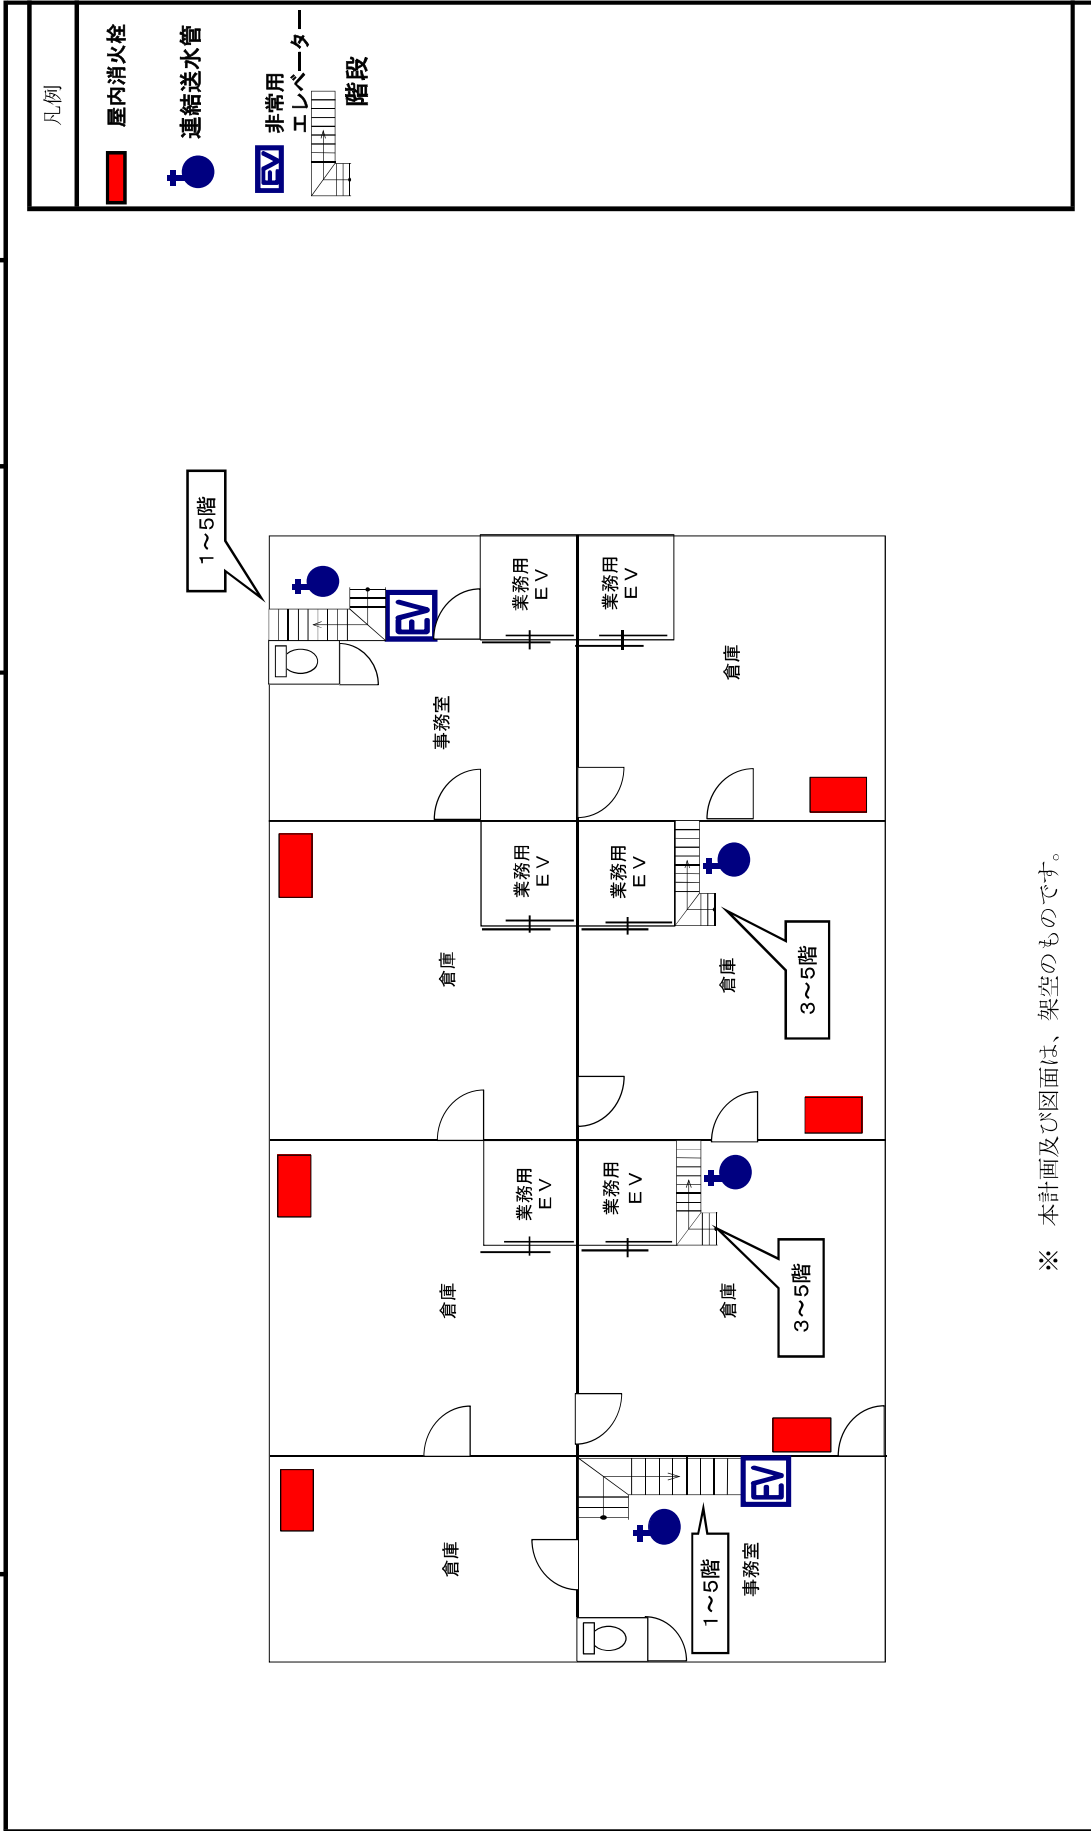 凡例
屋内消火栓
連結送水管
EV
非常用
エレベーター
階段
1～5階
EV
倉庫
倉庫
倉庫
事務室
業務用
ＥＶ
業務用
ＥＶ
業務用
ＥＶ
業務用
ＥＶ
業務用
ＥＶ
業務用
ＥＶ
1～5階
事務室
EV
倉庫
倉庫
倉庫
3～5階
3～5階
※　本計画及び図面は、架空のものです。